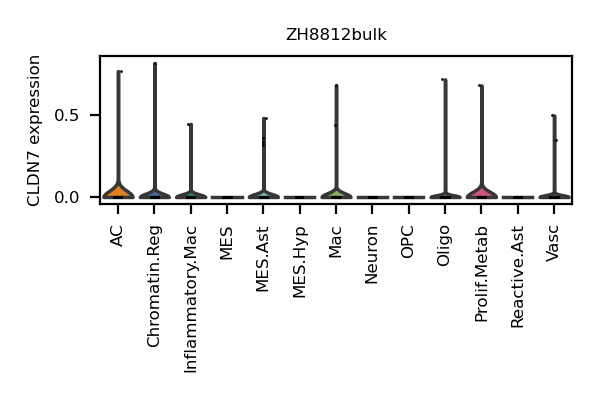 ZH8812bulk
CLDN7 expression
0.5
0.0
AC
Chromatin.Reg
Inflammatory.Mac
MES
MES.Ast
MES.Hyp
Mac
Neuron
OPC
Oligo
Prolif.Metab
Reactive.Ast
Vasc